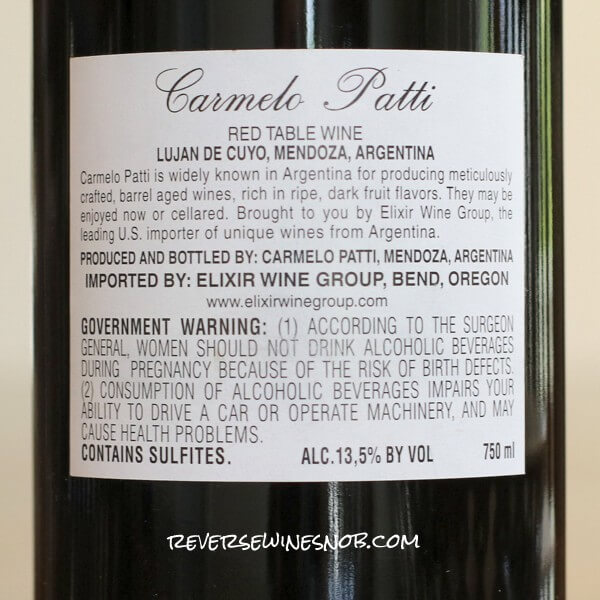 Carmelo Patti
RED TABLE WINE
LUJAN DE CUYO, MENDOZA, ARGENTINA
Carmelo Patti is widely known in Argentina for producing meticulously
crafted, barrel aged wines, rich in ripe, dark fruit flavors. They may be
enjoyed now or cellared. Brought to you by Elixir Wine Group, the
leading U.S. importer of unique wines from Argentina.
PRODUCED AND BOTTLED BY: CARMELO PATTI, MENDOZA, ARGENTINA
IMPORTED BY: ELIXIR WINE GROUP, BEND, OREGON
www.elixirwinegroup.com
GOVERNMENT WARNING: (1) ACCORDING TO THE SURGEON
GENERAL, WOMEN SHOULD NOT DRINK ALCOHOLIC BEVERAGES
DURING PREGNANCY BECAUSE OF THE RISK OF BIRTH DEFECTS.
(2) CONSUMPTION OF ALCOHOLIC BEVERAGES IMPAIRS YOUR
ABILITY TO DRIVE A CAR OR OPERATE MACHINERY, AND MAY
CAUSE HEALTH PROBLEMS.
CONTAINS SULFITES. ALC.13,5% BY VOL 750 ml
REVERSEWINESNOB.COM